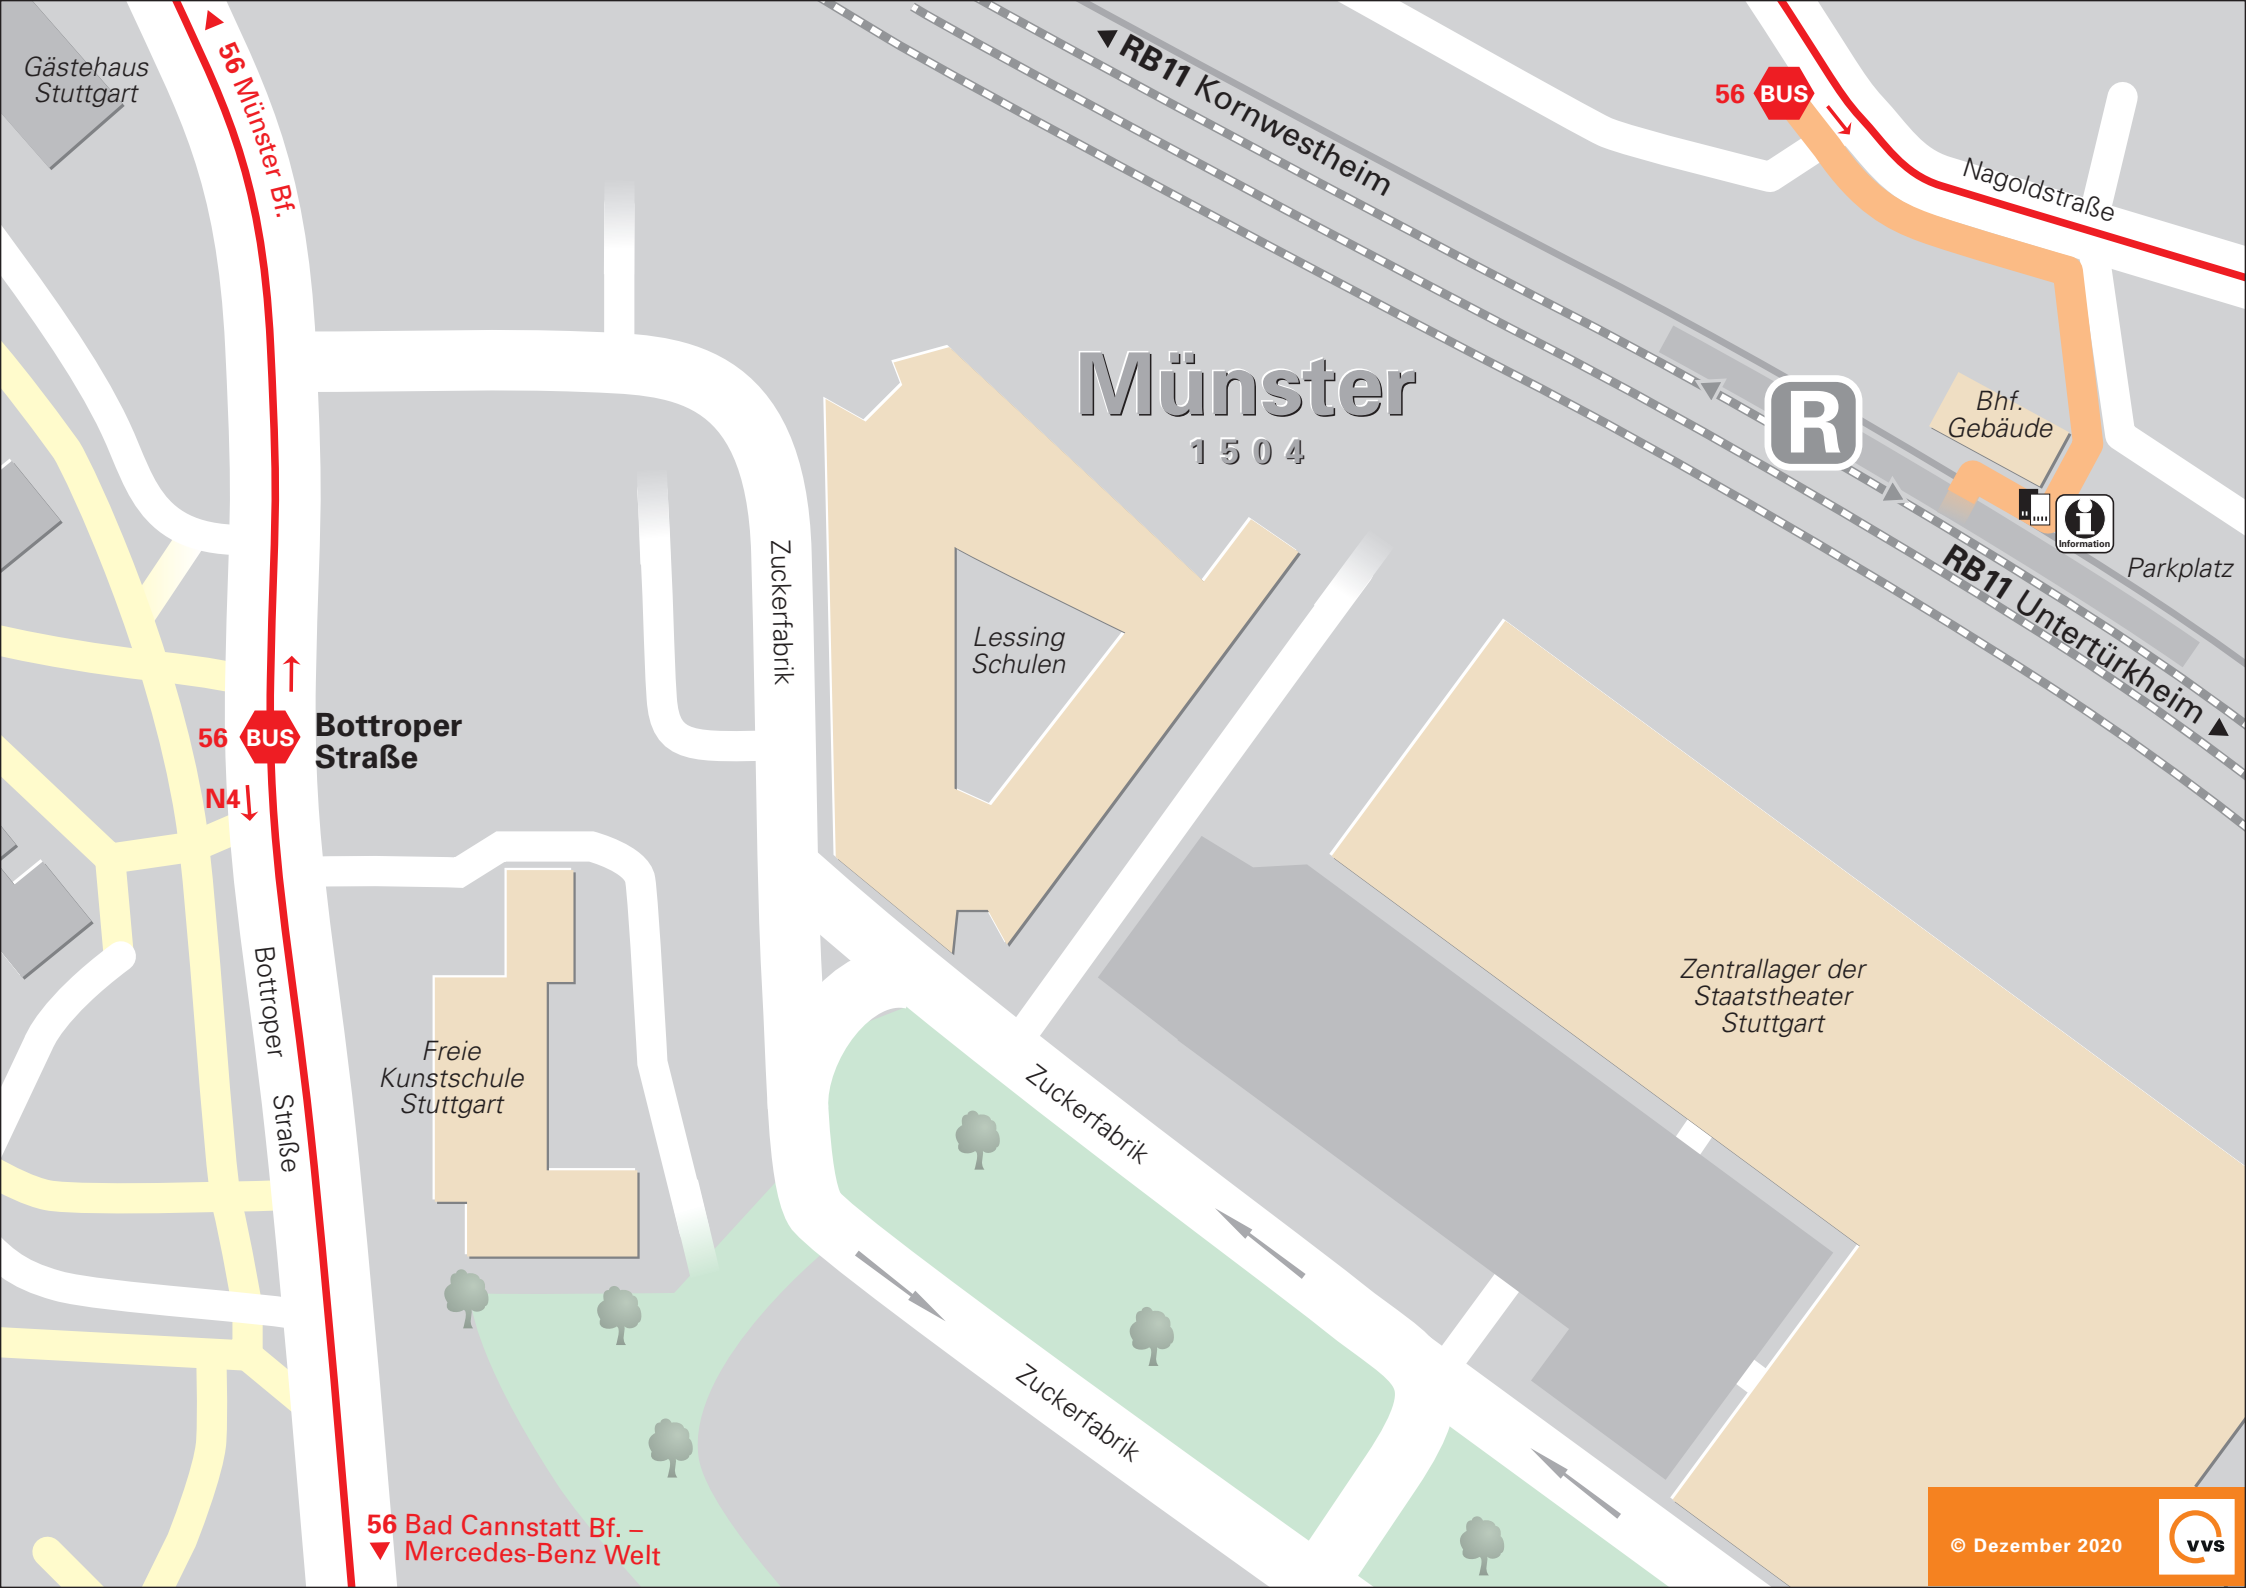 Gästehaus
Stuttgart
56 Münster Bf.
RB11 Kornwestheim
56 BUS
Nagoldstraße
Münster
1504
R
Bhf.
Gebäude
Information
Parkplatz
RB11 Untertürkheim
Zuckerfabrik
Lessing
Schulen
56 BUS
Bottroper
Straße
N4
Bottroper Straße
Freie
Kunstschule
Stuttgart
Zentrallager der
Staatstheater
Stuttgart
Zuckerfabrik
Zuckerfabrik
56 Bad Cannstatt Bf. –
Mercedes-Benz Welt
© Dezember 2020
vvs